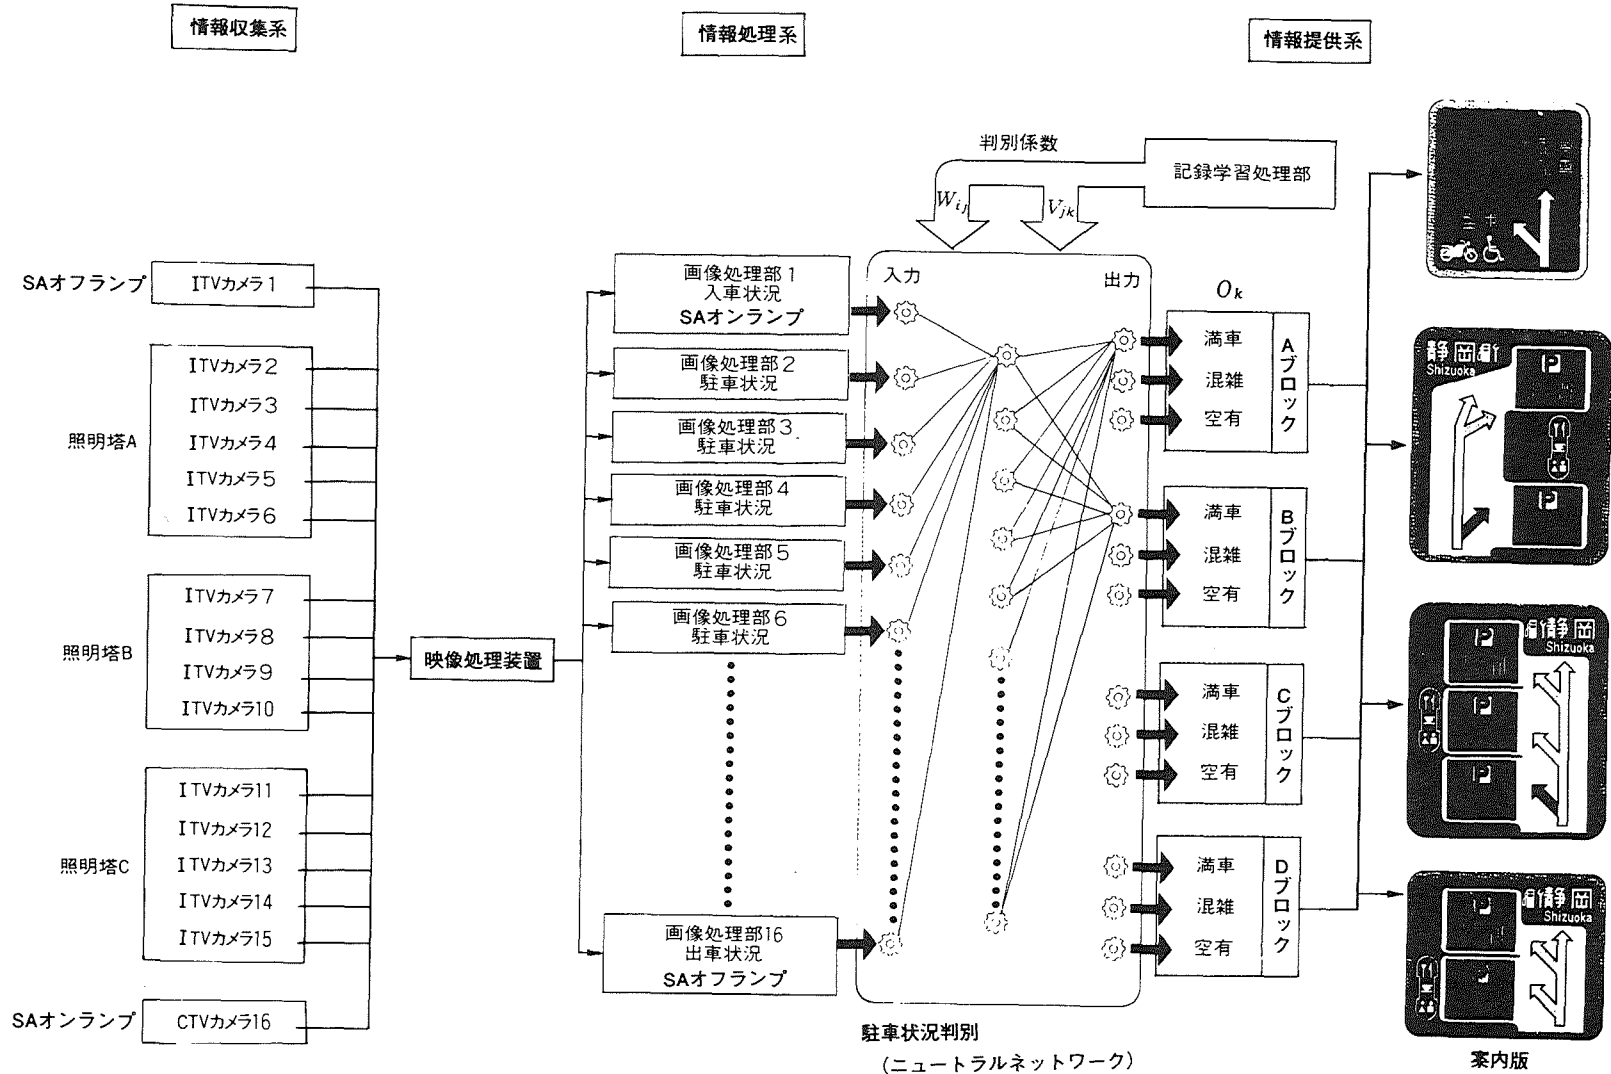 情報収集系
情報処理系
情報提供系
判別係数
記録学習処理部
Wij
Vjk
SAオフランプ
ITVカメラ1
照明塔A
ITVカメラ2
ITVカメラ3
ITVカメラ4
ITVカメラ5
ITVカメラ6
照明塔B
ITVカメラ7
ITVカメラ8
ITVカメラ9
ITVカメラ10
照明塔C
ITVカメラ11
ITVカメラ12
ITVカメラ13
ITVカメラ14
ITVカメラ15
SAオンランプ
CTVカメラ16
映像処理装置
画像処理部1
入車状況
SAオンランプ
画像処理部2
駐車状況
画像処理部3
駐車状況
画像処理部4
駐車状況
画像処理部5
駐車状況
画像処理部6
駐車状況
画像処理部16
出車状況
SAオフランプ
入力
出力
駐車状況判別
(ニュートラルネットワーク)
Ok
満車
混雑
空有
Aブロック
満車
混雑
空有
Bブロック
満車
混雑
空有
Cブロック
満車
混雑
空有
Dブロック
静岡
Shizuoka
P
P
静岡
Shizuoka
P
P
P
静岡
Shizuoka
P
案内版